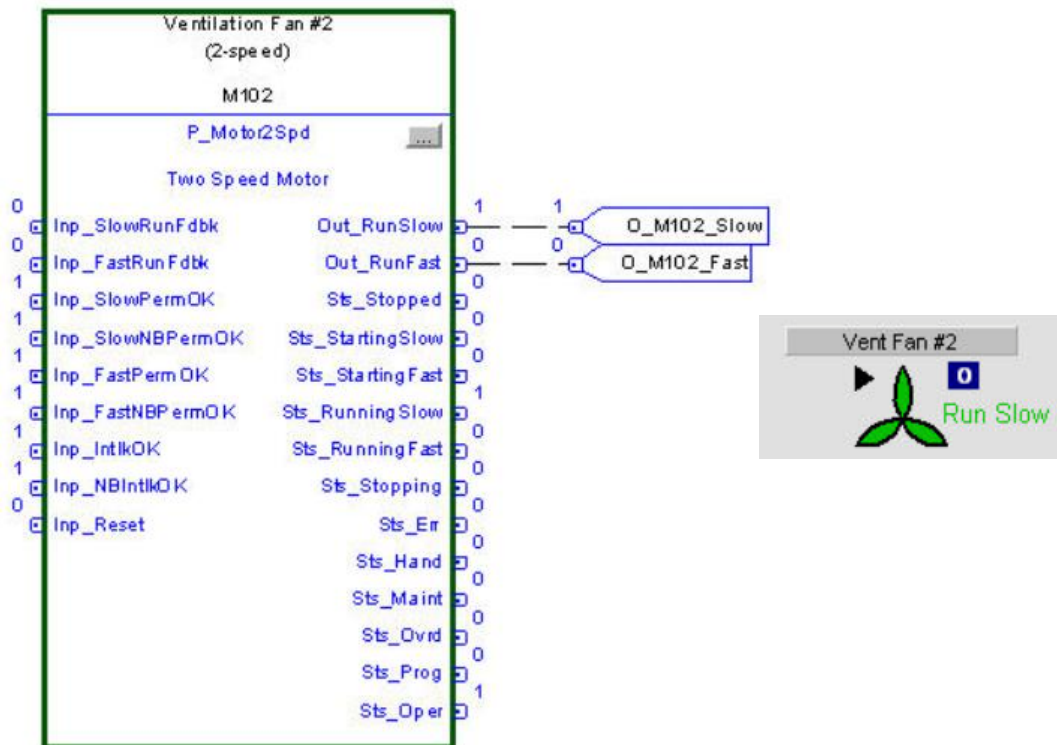 Ventilation Fan #2
(2-speed)
M102
P_Motor2Spd
...
Two Speed Motor
0 Inp_SlowRunFdbk Out_RunSlow 1 1 O_M102_Slow
0 Inp_FastRunFdbk Out_RunFast 0 0 O_M102_Fast
1 Inp_SlowPermOK Sts_Stopped 0
1 Inp_SlowNBPermOK Sts_StartingSlow 0
1 Inp_FastPermOK Sts_StartingFast 0
1 Inp_FastNBPermOK Sts_RunningSlow 1
1 Inp_IntlkOK Sts_RunningFast 0
1 Inp_NBIntlkOK Sts_Stopping 0
0 Inp_Reset Sts_Err 0
Sts_Hand 0
Sts_Maint 0
Sts_Ovrd 0
Sts_Prog 0
Sts_Oper 1
Vent Fan #2
O
Run Slow